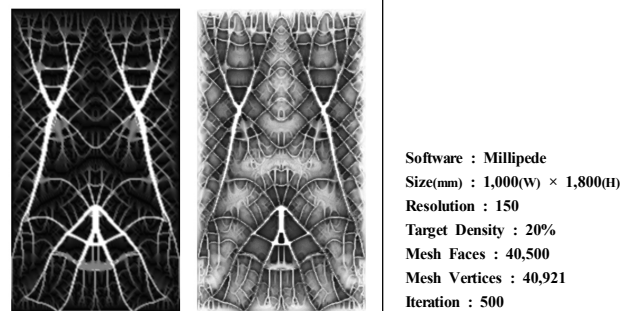 Software : Millipede
Size(mm) : 1,000(W) × 1,800(H)
Resolution : 150
Target Density : 20%
Mesh Faces : 40,500
Mesh Vertices : 40,921
Iteration : 500